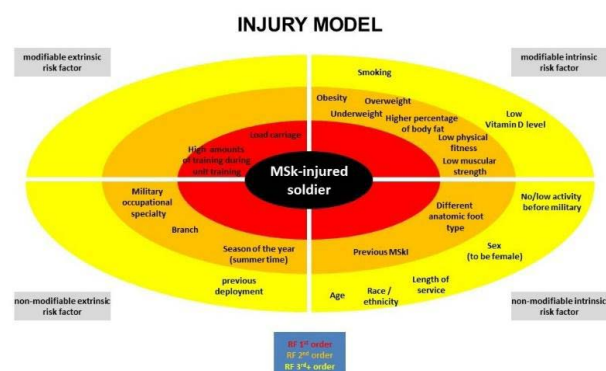 INJURY MODEL
modifiable extrinsic
risk factor
modifiable intrinsic
risk factor
Smoking
Obesity
Overweight
Underweight
Higher percentage
of body fat
Low
Vitamin D level
Low physical
fitness
Low muscular
strength
Load carriage
High amounts
of training during
unit training
MSk-injured
soldier
Military
occupational
specialty
Branch
Season of the year
(summer time)
previous
deployment
Different
anatomic foot
type
No/low activity
before military
Previous MSkI
Sex
(to be female)
Length of
service
Race /
ethnicity
Age
non-modifiable extrinsic
risk factor
non-modifiable intrinsic
risk factor
RF 1st order
RF 2nd order
RF 3rd+ order